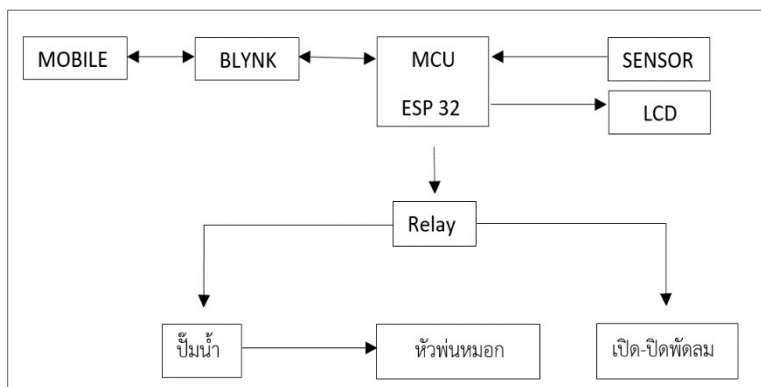 MOBILE
BLYNK
MCU
ESP 32
SENSOR
LCD
Relay
ปั๊มน้ำ
หัวพ่นหมอก
เปิด-ปิดพัดลม